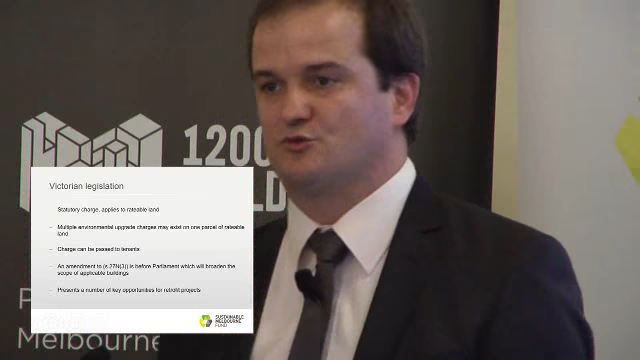 1200
LD
Victorian legislation
Statutory charge, applies to rateable land
– Multiple environmental upgrade charges may exist on one parcel of rateable
land
– Charge can be passed to tenants
– An amendment to (s.27N(3)) is before Parliament which will broaden the
scope of applicable buildings
– Presents a number of key opportunities for retrofit projects
SUSTAINABLE
MELBOURNE
FUND
P
Melbourne